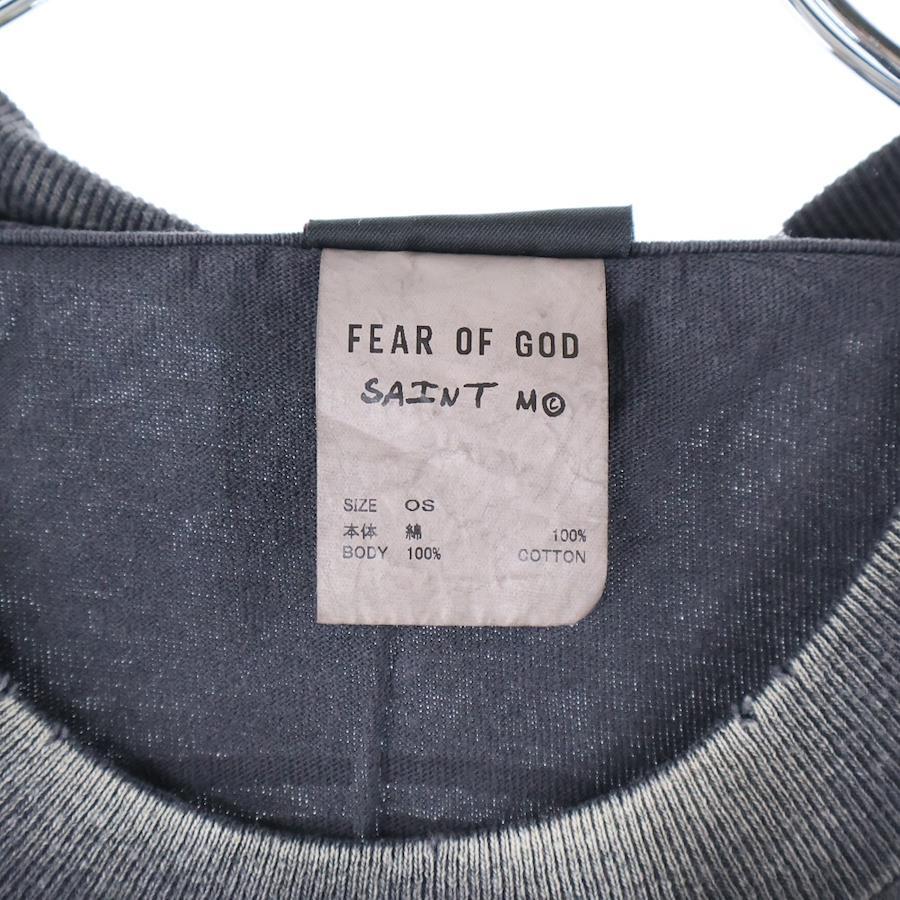 FEAR OF GOD
SAINT M©
SIZE OS
本体 綿 100%
BODY 100% COTTON